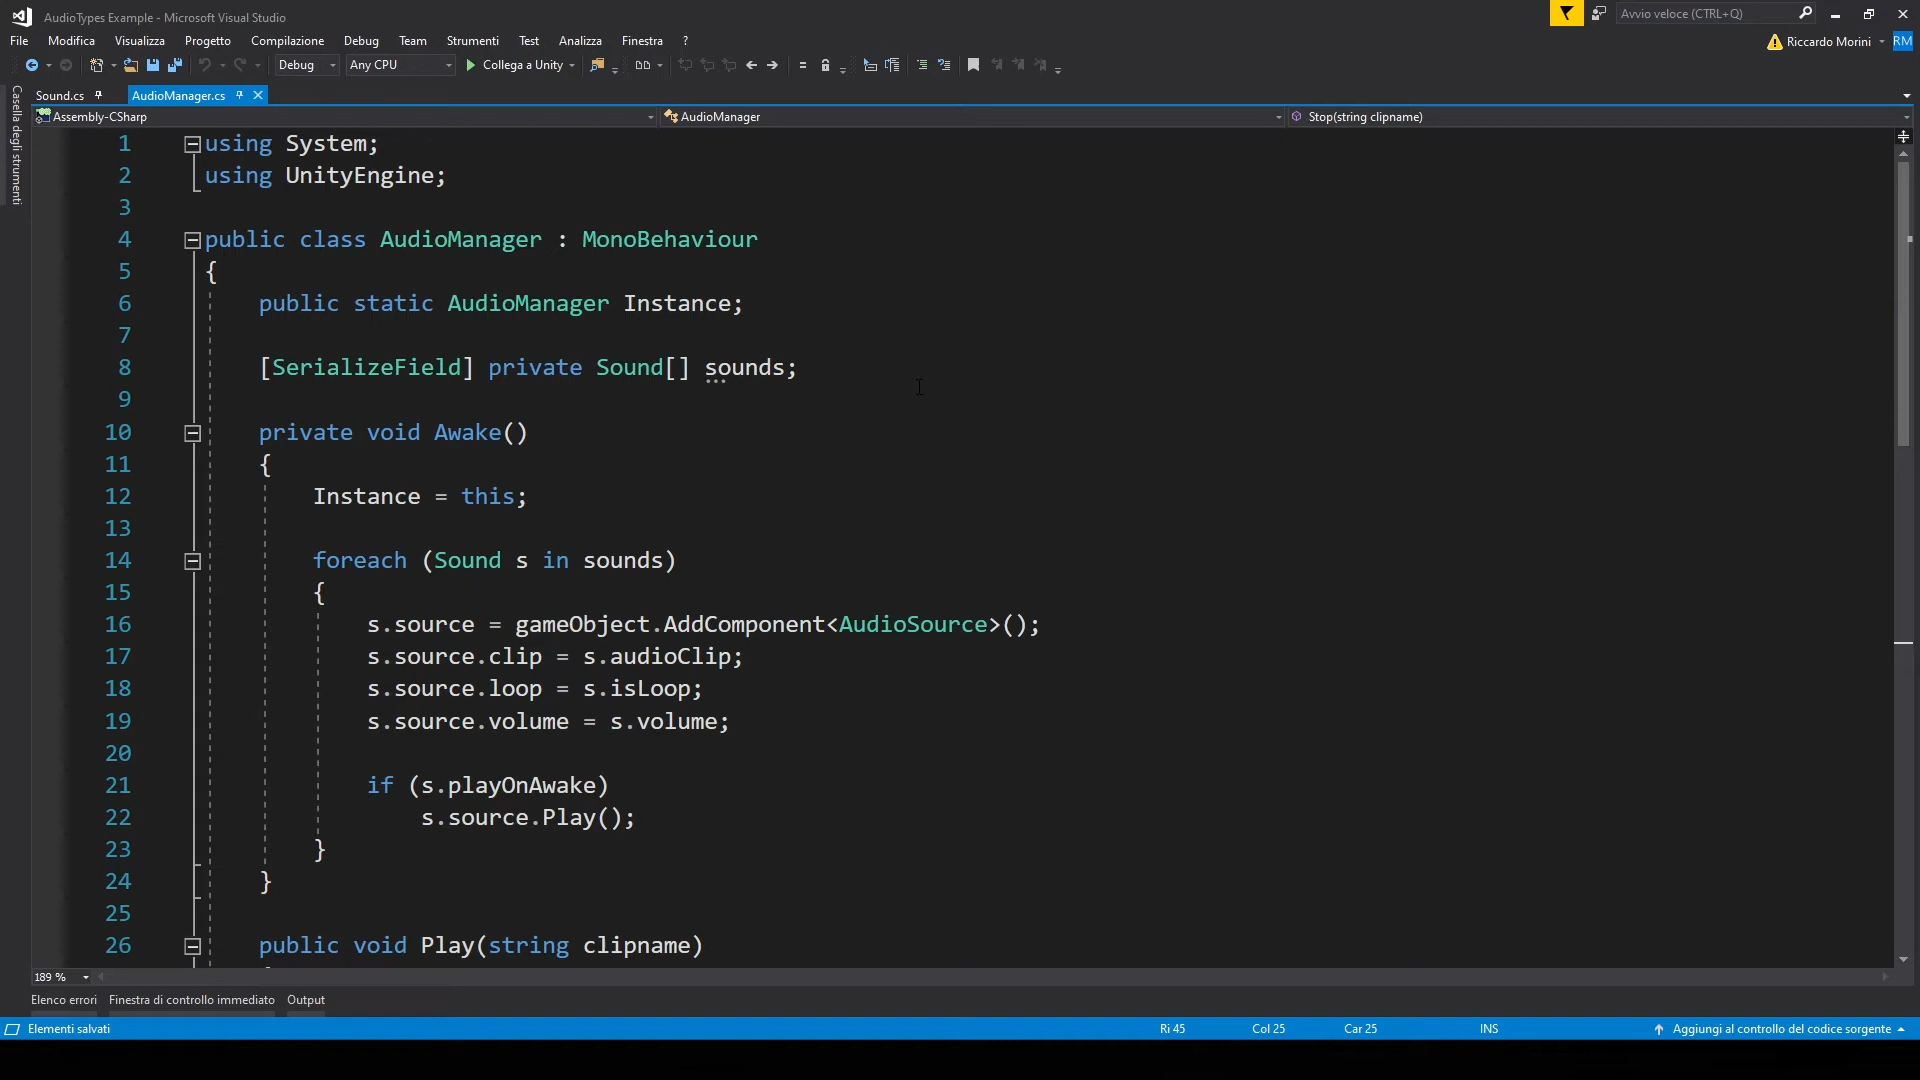 AudioTypes Example - Microsoft Visual Studio
Avvio veloce (CTRL+Q)
File Modifica Visualizza Progetto Compilazione Debug Team Strumenti Test Analizza Finestra ?
Riccardo Morini RM
Debug Any CPU Collega a Unity
Casella degli strumenti
Sound.cs AudioManager.cs
Assembly-CSharp AudioManager Stop(string clipname)
1 using System;
2 using UnityEngine;
3
4 public class AudioManager : MonoBehaviour
5 {
6 public static AudioManager Instance;
7
8 [SerializeField] private Sound[] sounds;
9
10 private void Awake()
11 {
12 Instance = this;
13
14 foreach (Sound s in sounds)
15 {
16 s.source = gameObject.AddComponent<AudioSource>();
17 s.source.clip = s.audioClip;
18 s.source.loop = s.isLoop;
19 s.source.volume = s.volume;
20
21 if (s.playOnAwake)
22 s.source.Play();
23 }
24 }
25
26 public void Play(string clipname)
189 %
Elenco errori Finestra di controllo immediato Output
Elementi salvati Ri 45 Col 25 Car 25 INS Aggiungi al controllo del codice sorgente